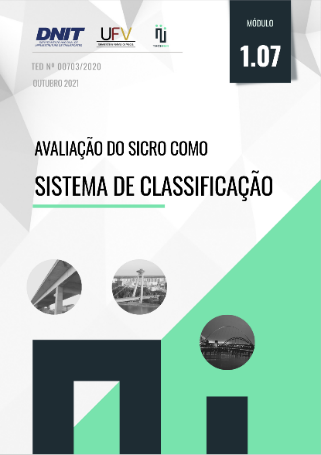 DNIT
UFV
MÓDULO
1.07
TED Nº 00703/2020
OUTUBRO 2021
AVALIAÇÃO DO SICRO COMO
SISTEMA DE CLASSIFICAÇÃO